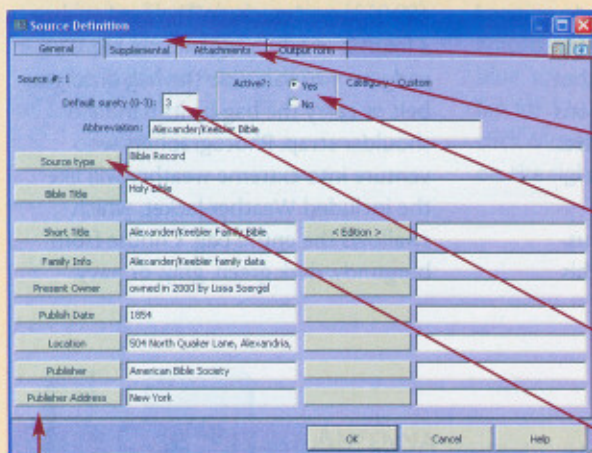 Source Definition
General Supplemental Attachments Output form
Source #: 1 Active?: Yes Category: Custom
Default surety (0-3): 3 No
Abbreviation: Alexander/Keebler Bible
Source type Bible Record
Bible Title Holy Bible
Short Title Alexander/Keebler Family Bible < Edition >
Family Info Alexander/Keebler family data
Present Owner owned in 2000 by Lissa Soergel
Publish Date 1854
Location 504 North Quaker Lane, Alexandria,
Publisher American Bible Society
Publisher Address New York
OK Cancel Help